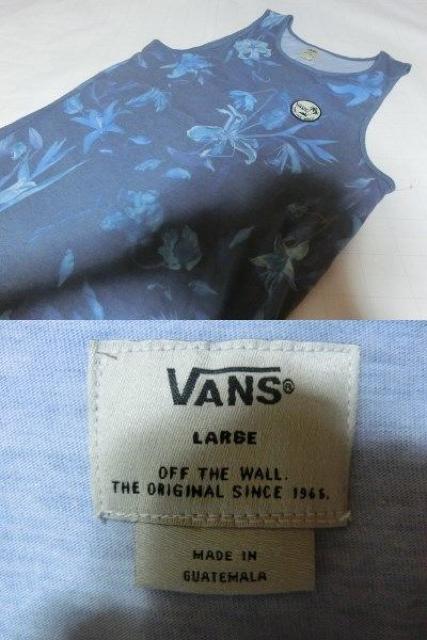 VANS®
LARGE
OFF THE WALL.
THE ORIGINAL SINCE 1966.
MADE IN
GUATEMALA